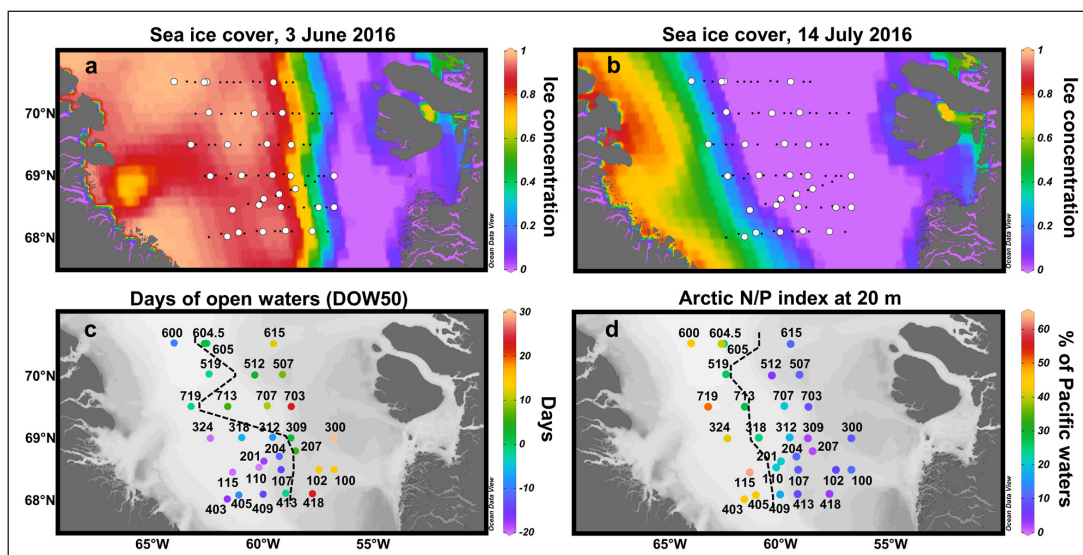 Sea ice cover, 3 June 2016
Sea ice cover, 14 July 2016
a
b
70°N
69°N
68°N
1
0.8
0.6
0.4
0.2
0
Ice concentration
Ocean Data View
1
0.8
0.6
0.4
0.2
0
Ice concentration
Ocean Data View
Days of open waters (DOW50)
Arctic N/P index at 20 m
c
d
70°N
69°N
68°N
600 604.5 615
605
519 512 507
719 713 707 703
324 318 312 309 300
204 207
201
115 110 107 102 100
403 405 409 413 418
65°W 60°W 55°W
30
20
10
0
-10
-20
Days
Ocean Data View
600 604.5 615
605
519 512 507
719 713 707 703
324 318 312 309 300
201 204 207
115 110 107 102 100
403 405 409 413 418
65°W 60°W 55°W
60
50
40
30
20
10
0
% of Pacific waters
Ocean Data View